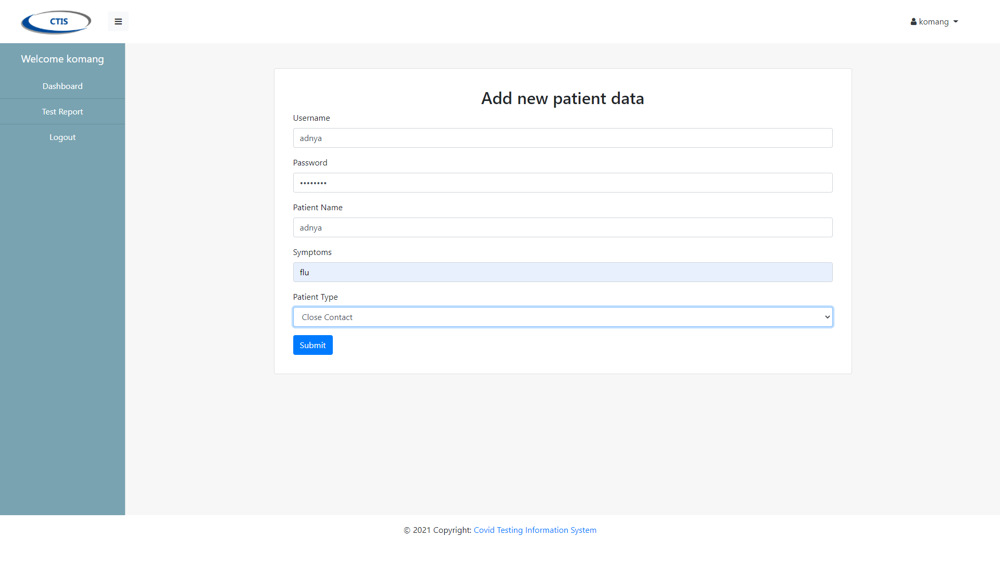 CTIS
komang
Welcome komang
Dashboard
Test Report
Logout
Add new patient data
Username
adnya
Password
••••••••
Patient Name
adnya
Symptoms
flu
Patient Type
Close Contact
Submit
© 2021 Copyright: Covid Testing Information System